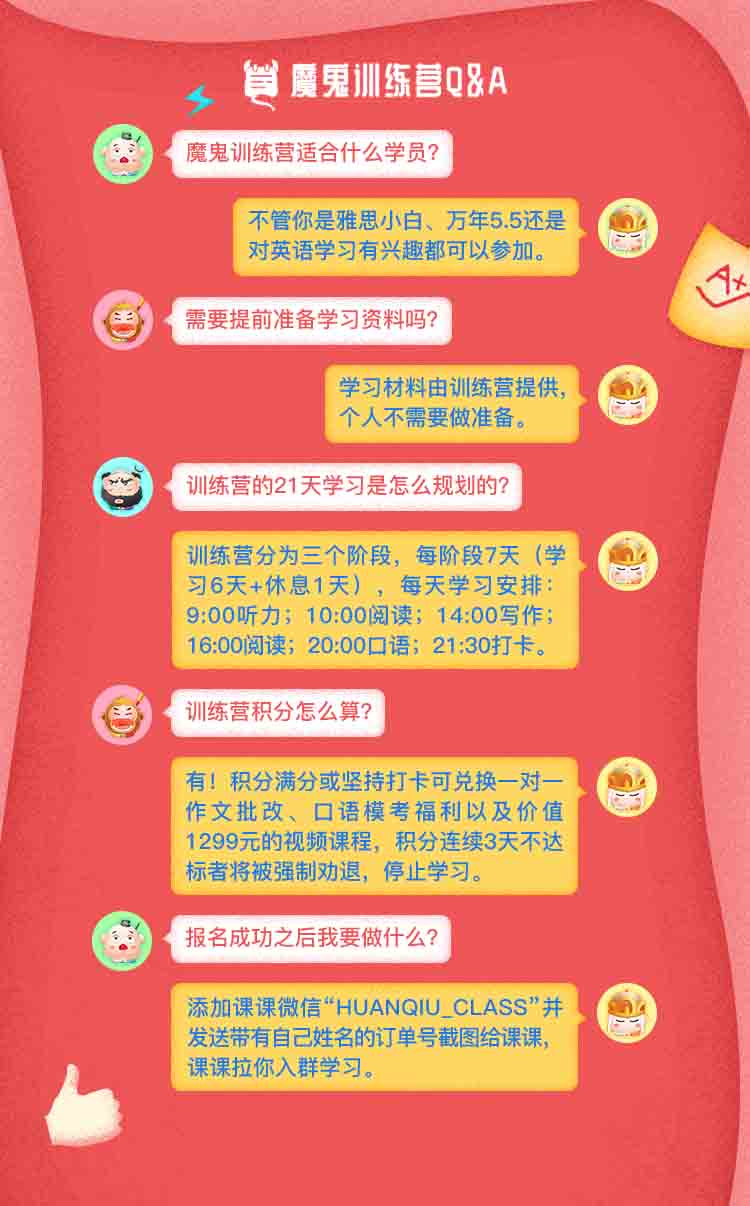 魔鬼训练营Q&A
魔鬼训练营适合什么学员？
不管你是雅思小白、万年5.5还是
对英语学习有兴趣都可以参加。
A+
需要提前准备学习资料吗？
学习材料由训练营提供，
个人不需要做准备。
训练营的21天学习是怎么规划的？
训练营分为三个阶段，每阶段7天（学
习6天+休息1天），每天学习安排：
9:00听力；10:00阅读；14:00写作；
16:00阅读；20:00口语；21:30打卡。
训练营积分怎么算？
有！积分满分或坚持打卡可兑换一对一
作文批改、口语模考福利以及价值
1299元的视频课程，积分连续3天不达
标者将被强制劝退，停止学习。
报名成功之后我要做什么？
添加课课微信“HUANQIU_CLASS”并
发送带有自己姓名的订单号截图给课课，
课课拉你入群学习。